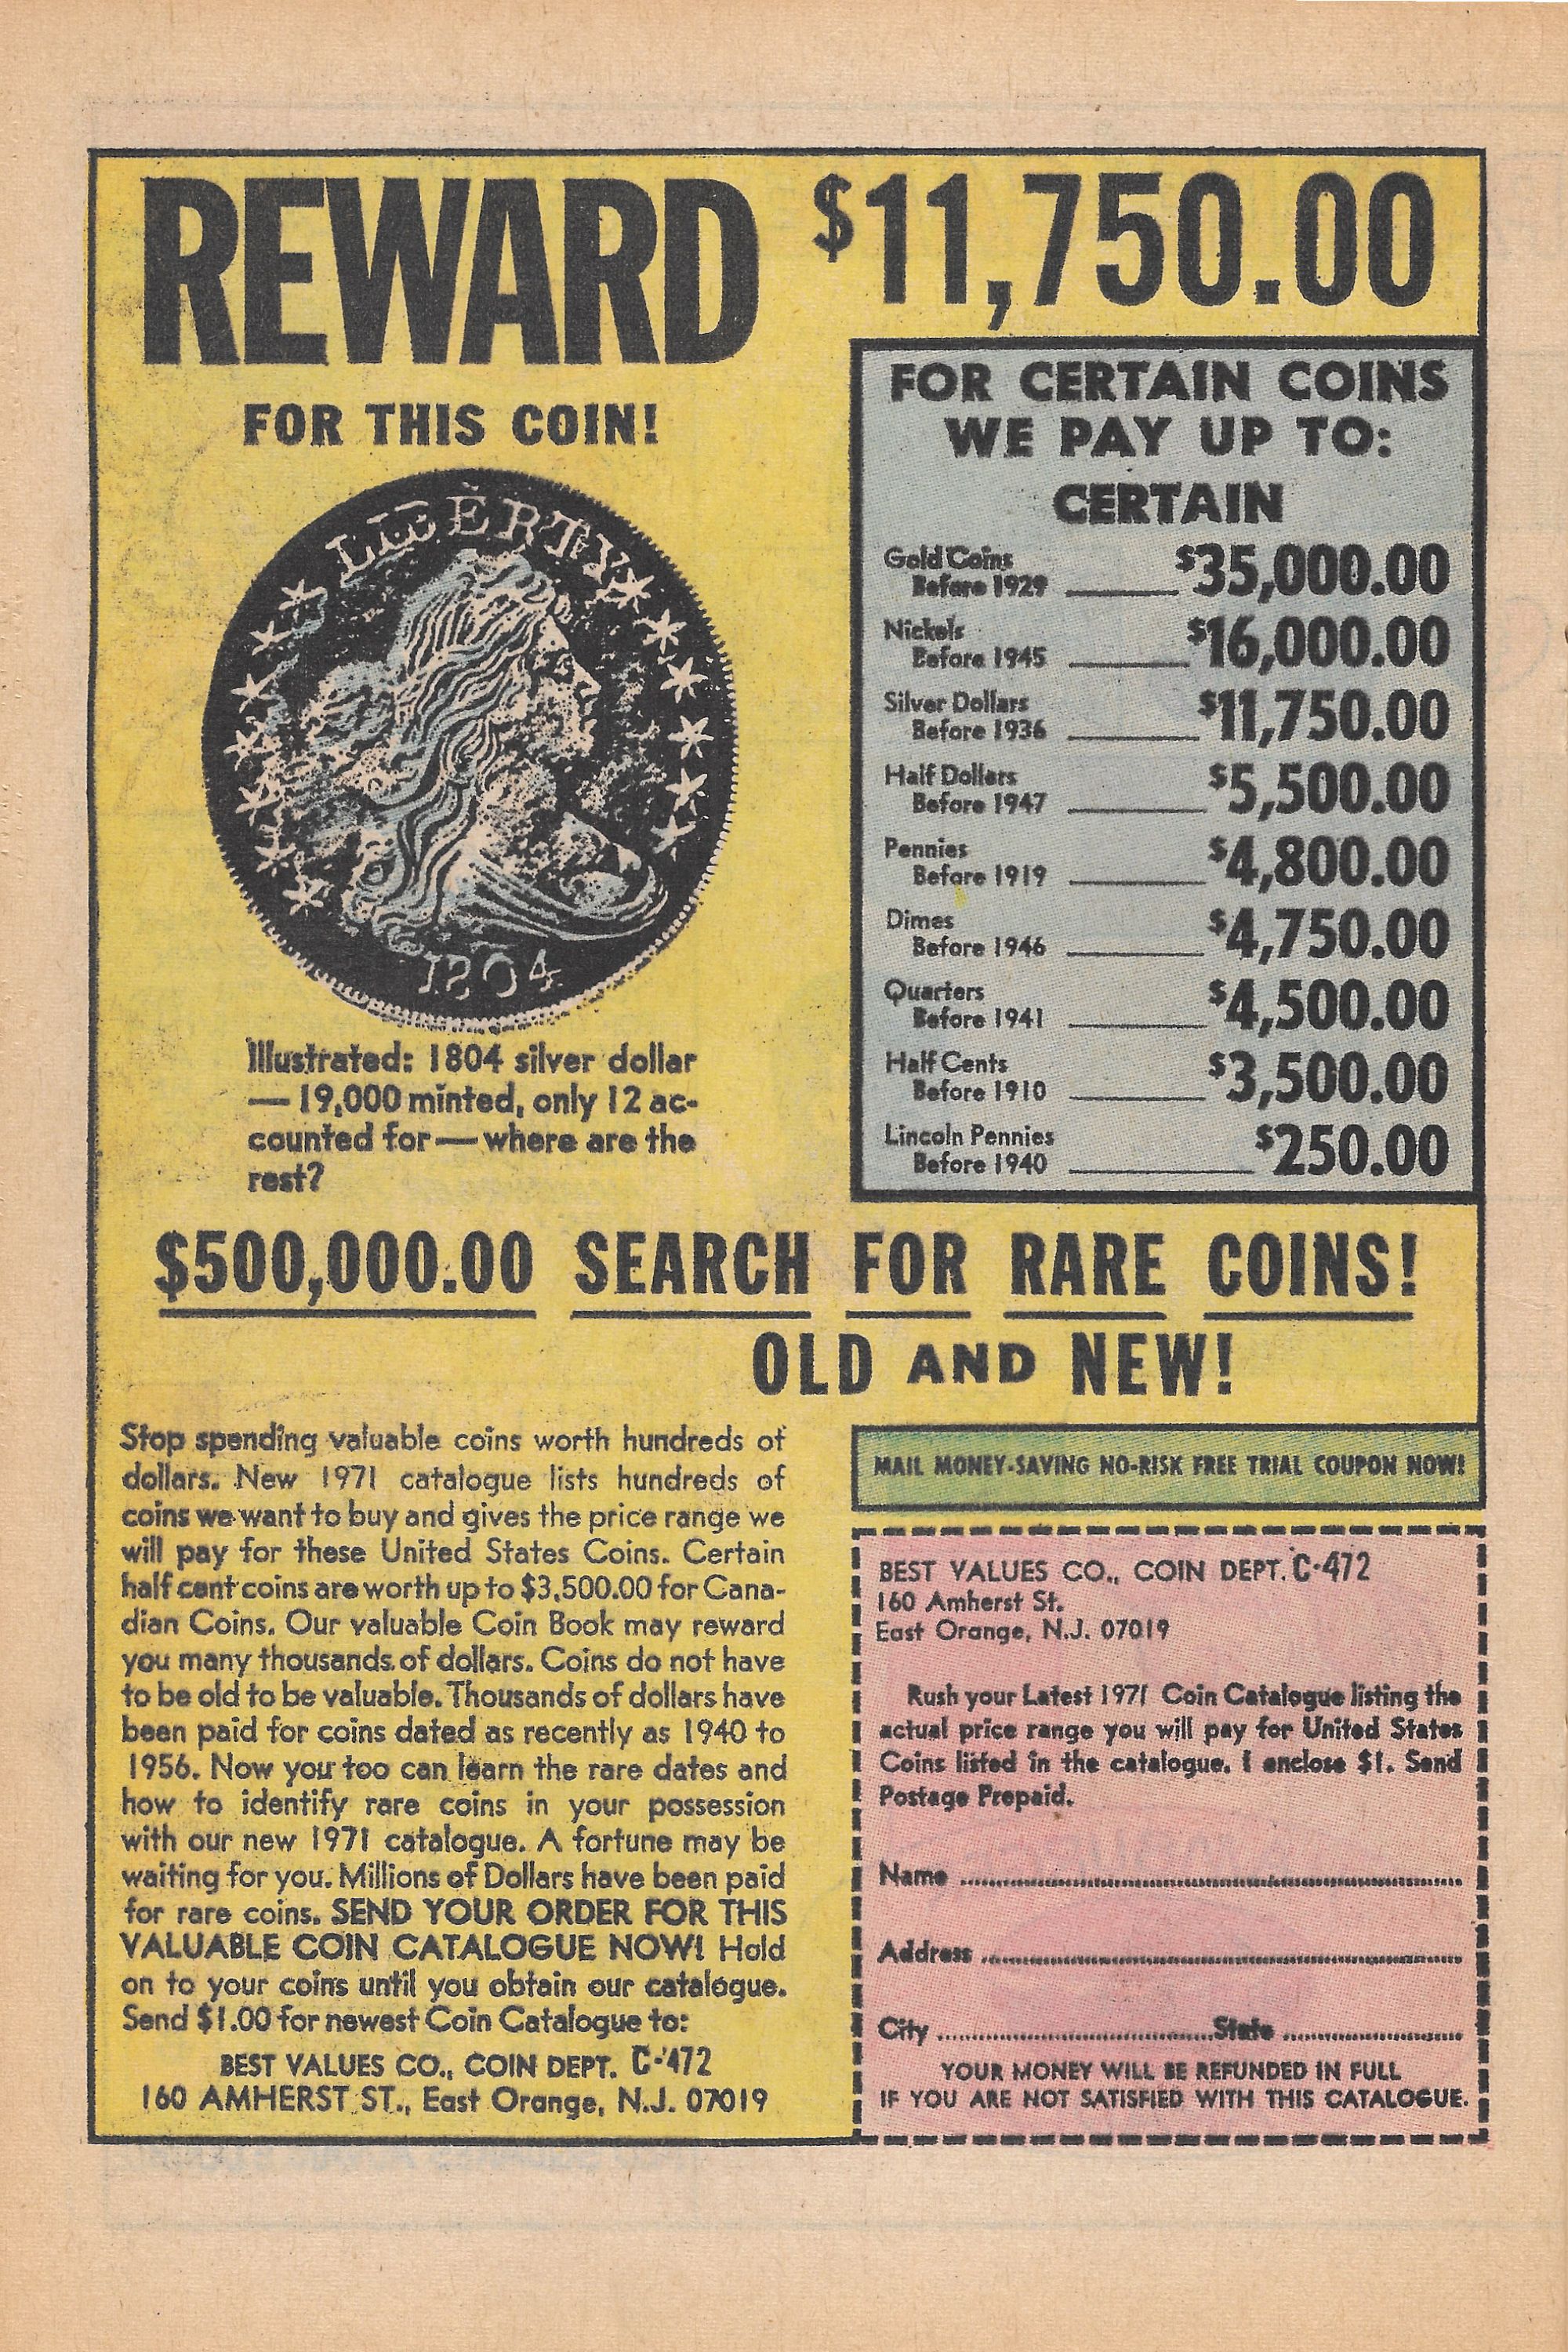 REWARD $11,750.00
FOR THIS COIN!
LIBERTY
1804
Illustrated: 1804 silver dollar
— 19,000 minted, only 12 ac-
counted for — where are the
rest?
FOR CERTAIN COINS
WE PAY UP TO:
CERTAIN
Gold Coins
Before 1929 $35,000.00
Nickels
Before 1945 $16,000.00
Silver Dollars
Before 1936 $11,750.00
Half Dollars
Before 1947 $5,500.00
Pennies
Before 1919 $4,800.00
Dimes
Before 1946 $4,750.00
Quarters
Before 1941 $4,500.00
Half Cents
Before 1910 $3,500.00
Lincoln Pennies
Before 1940 $250.00
$500,000.00 SEARCH FOR RARE COINS!
OLD AND NEW!
Stop spending valuable coins worth hundreds of
dollars. New 1971 catalogue lists hundreds of
coins we want to buy and gives the price range we
will pay for these United States Coins. Certain
half cent coins are worth up to $3,500.00 for Cana-
dian Coins. Our valuable Coin Book may reward
you many thousands of dollars. Coins do not have
to be old to be valuable. Thousands of dollars have
been paid for coins dated as recently as 1940 to
1956. Now you too can learn the rare dates and
how to identify rare coins in your possession
with our new 1971 catalogue. A fortune may be
waiting for you. Millions of Dollars have been paid
for rare coins. SEND YOUR ORDER FOR THIS
VALUABLE COIN CATALOGUE NOW! Hold
on to your coins until you obtain our catalogue.
Send $1.00 for newest Coin Catalogue to:
BEST VALUES CO., COIN DEPT. C-472
160 AMHERST ST., East Orange, N.J. 07019
MAIL MONEY-SAVING NO-RISK FREE TRIAL COUPON NOW!
BEST VALUES CO., COIN DEPT. C-472
160 Amherst St.
East Orange, N.J. 07019
Rush your Latest 1971 Coin Catalogue listing the
actual price range you will pay for United States
Coins listed in the catalogue. I enclose $1. Send
Postage Prepaid.
Name
Address
City State
YOUR MONEY WILL BE REFUNDED IN FULL
IF YOU ARE NOT SATISFIED WITH THIS CATALOGUE.